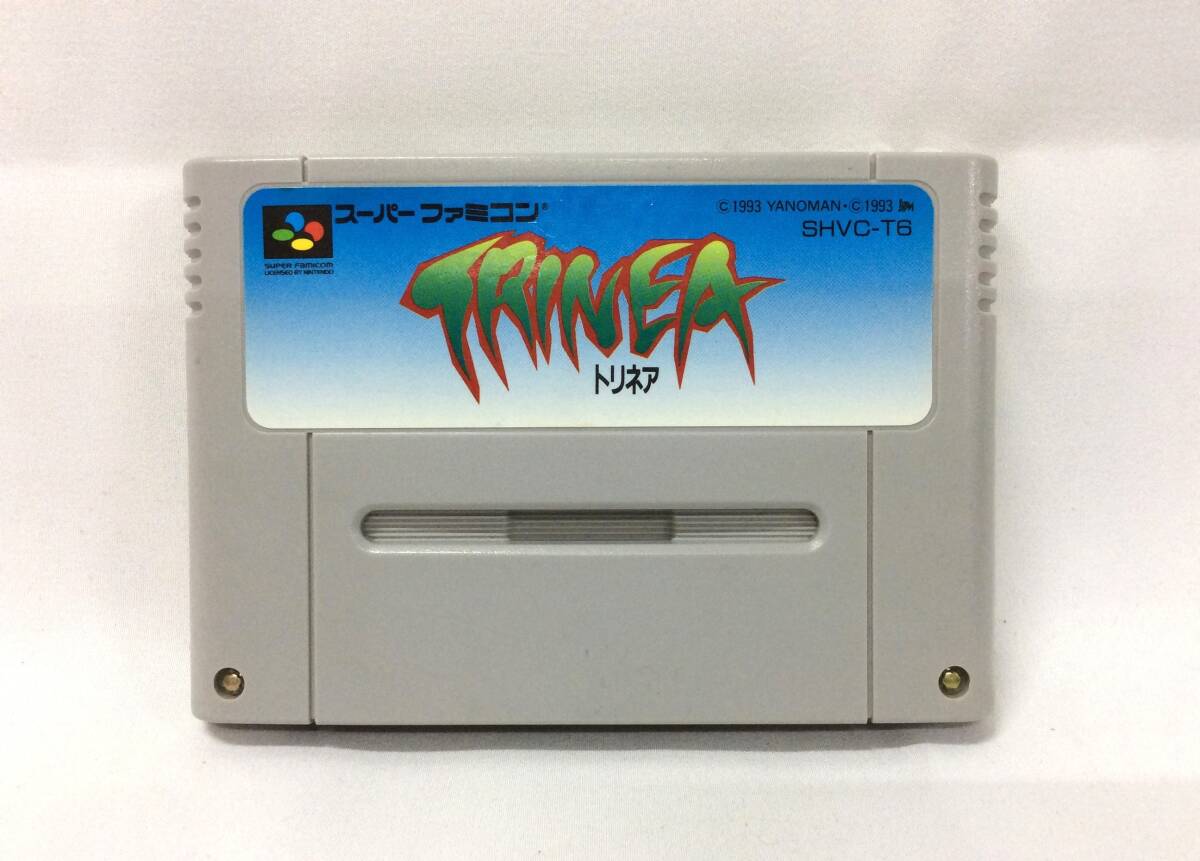 スーパーファミコン®
©1993 YANOMAN・©1993
SHVC-T6
SUPER FAMICOM
LICENSED BY NINTENDO
TRINEA
トリネア